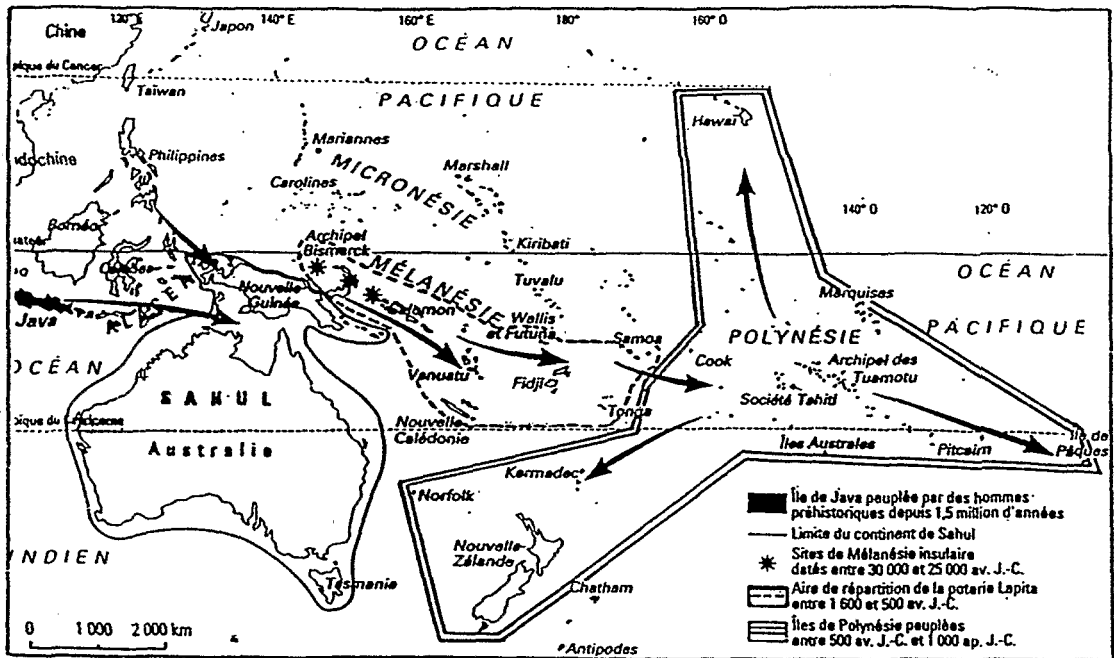 120° E
140° E
160° E
180°
160° O
Chine
Japon
OCÉAN
pique du Cancer
Taïwan
PACIFIQUE
Hawaï
Mariannes
Philippines
ndochine
MICRONÉSIE
Marshall
Carolines
140° O
120° O
Bornéo
Archipel
Bismarck
Kiribati
MÉLANÉSIE
OCÉAN
Tuvalu
Nouvelle
Guinée
Salomon
Marquises
Java
Wallis
et Futuna
POLYNÉSIE
PACIFIQUE
Samoa
OCÉAN
Cook
Archipel des
Tuamotu
Vanuatu
Fidji
SAHUL
Société Tahiti
Tonga
Nouvelle
Calédonie
Île de
Pâques
Australie
Îles Australes
Pitcairn
Kermadec
Norfolk
Île de Java peuplée par des hommes
préhistoriques depuis 1,5 million d'années
Limite du continent de Sahul
INDIEN
Nouvelle
Zélande
Sites de Mélanésie insulaire
datés entre 30 000 et 25 000 av. J.-C.
Tasmanie
Chatham
Aire de répartition de la poterie Lapita
entre 1 600 et 500 av. J.-C.
0 1 000 2 000 km
Îles de Polynésie peuplées
entre 500 av. J.-C. et 1 000 ap. J.-C.
Antipodes